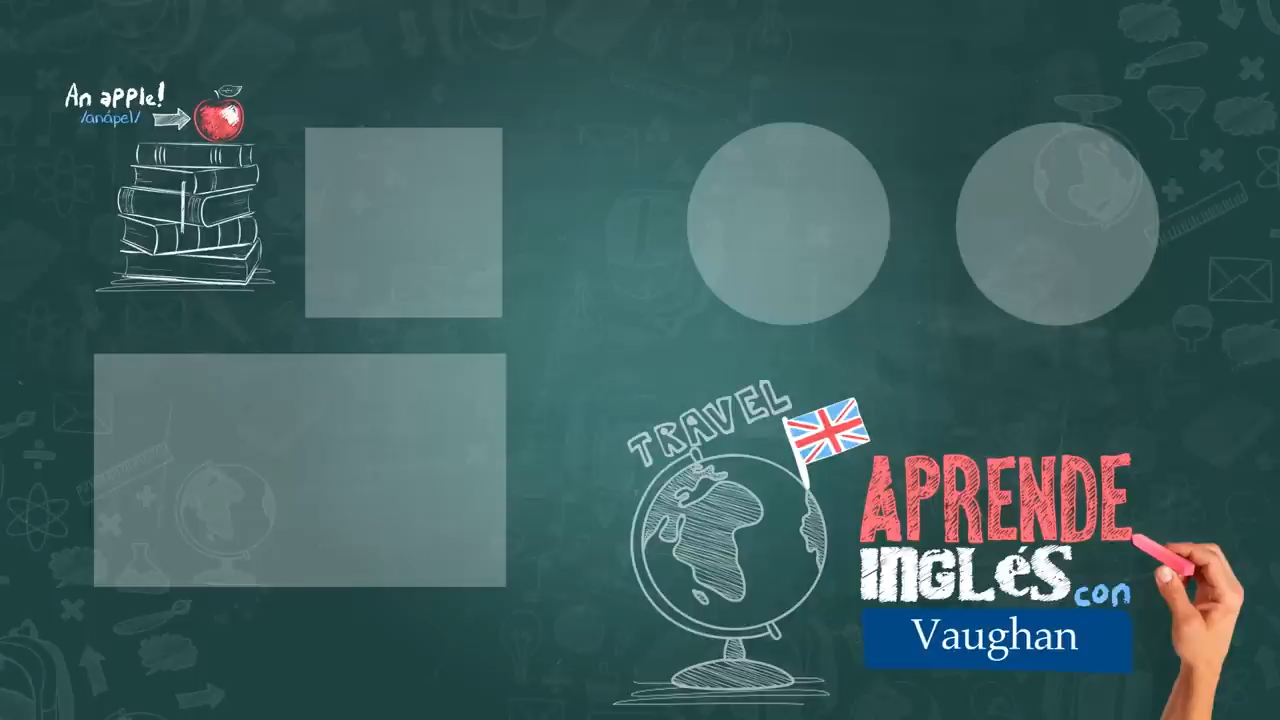 An apple!
/anápel/
TRAVEL
APRENDE
INGLéS con
Vaughan